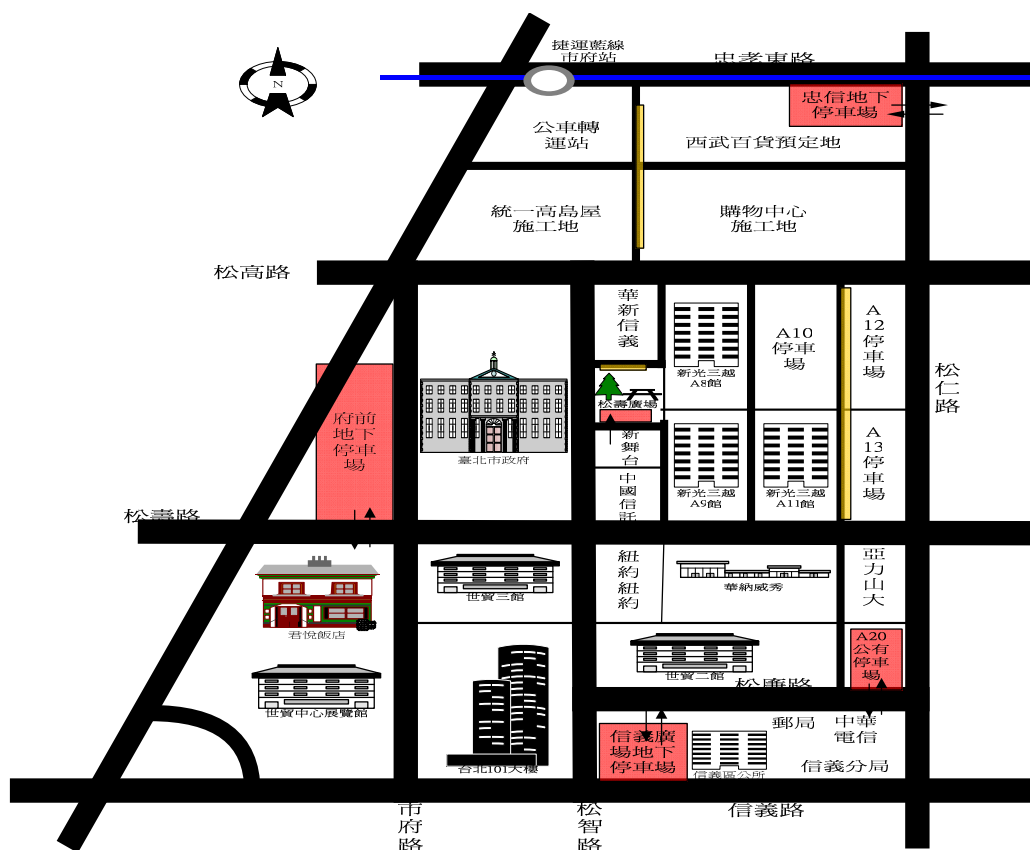 捷運藍線
市府站
忠孝東路
N
忠信地下
停車場
公車轉
運站
西武百貨預定地
統一高島屋
施工地
購物中心
施工地
松高路
華新信義
新光三越
A8館
A10
停車
場
A
12
停
車
場
松仁路
松壽廣場
府前
地下
停車
場
臺北市政府
新舞台
新光三越
A9館
新光三越
A11館
A
13
停
車
場
中國信託
松壽路
紐約紐約
亞力山大
世貿三館
華納威秀
君悅飯店
A20
公有
停車
場
世貿二館
松廉路
世貿中心展覽館
郵局
中華
電信
信義廣
場地下
停車場
信義區公所
信義分局
台北101大樓
市府路
松智路
信義路